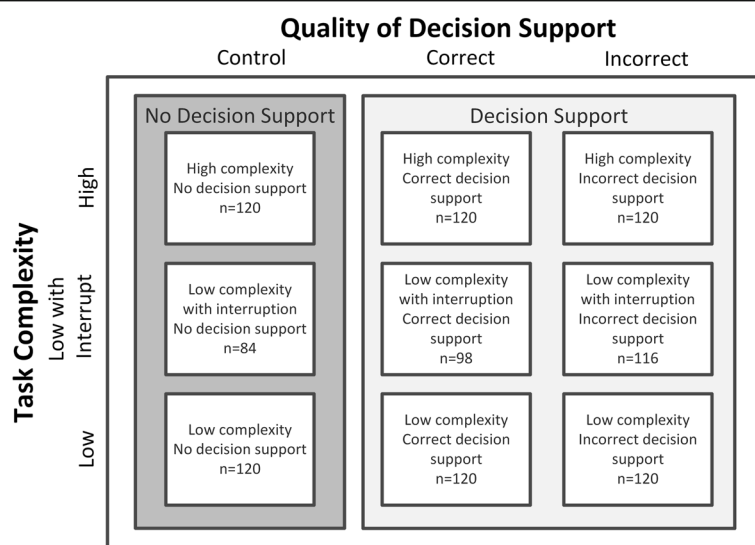 Quality of Decision Support
Control
Correct
Incorrect
No Decision Support
Decision Support
Task Complexity
High
High complexity
No decision support
n=120
High complexity
Correct decision
support
n=120
High complexity
Incorrect decision
support
n=120
Low with
Interrupt
Low complexity
with interruption
No decision support
n=84
Low complexity
with interruption
Correct decision
support
n=98
Low complexity
with interruption
Incorrect decision
support
n=116
Low
Low complexity
No decision support
n=120
Low complexity
Correct decision
support
n=120
Low complexity
Incorrect decision
support
n=120